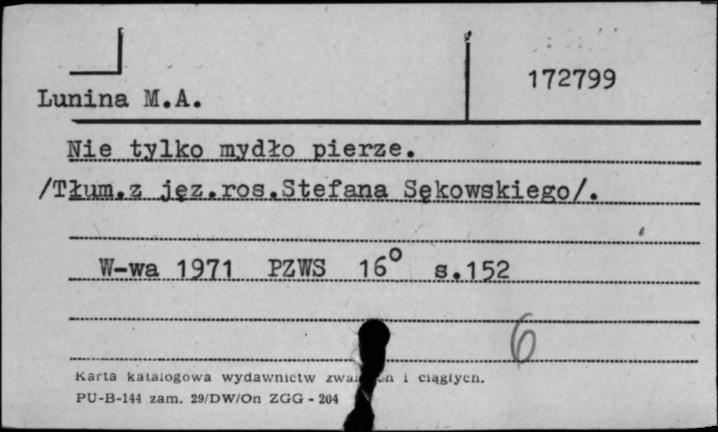 172799
Lunina M.A.
Nie tylko mydło pierze.
/Tłum.z jęz.ros.Stefana Sękowskiego/.
W-wa 1971 PZWS 16° s.152
6
Karta katalogowa wydawnictw i ciągłych.
PU-B-144 zam. 29/DW/On ZGG - 204